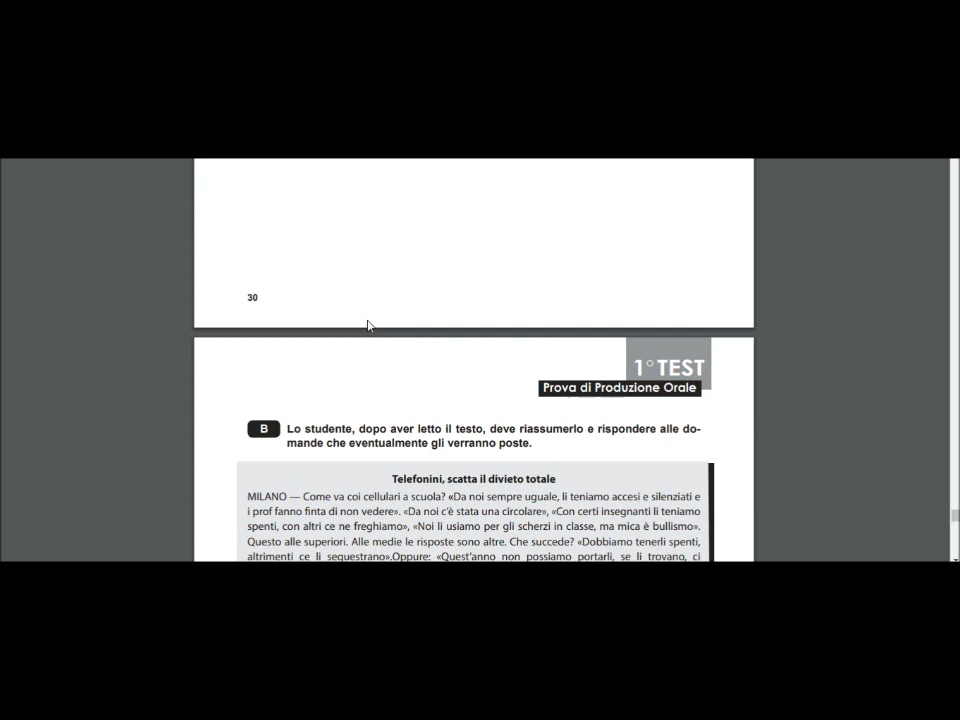 30
1° TEST
Prova di Produzione Orale
B Lo studente, dopo aver letto il testo, deve riassumerlo e rispondere alle do-
mande che eventualmente gli verranno poste.
Telefonini, scatta il divieto totale
MILANO — Come va coi cellulari a scuola? «Da noi sempre uguale, li teniamo accesi e silenziati e
i prof fanno finta di non vedere». «Da noi c'è stata una circolare», «Con certi insegnanti li teniamo
spenti, con altri ce ne freghiamo», «Noi li usiamo per gli scherzi in classe, ma mica è bullismo».
Questo alle superiori. Alle medie le risposte sono altre. Che succede? «Dobbiamo tenerli spenti,
altrimenti ce li sequestrano».Oppure: «Quest'anno non possiamo portarli, se li trovano, ci